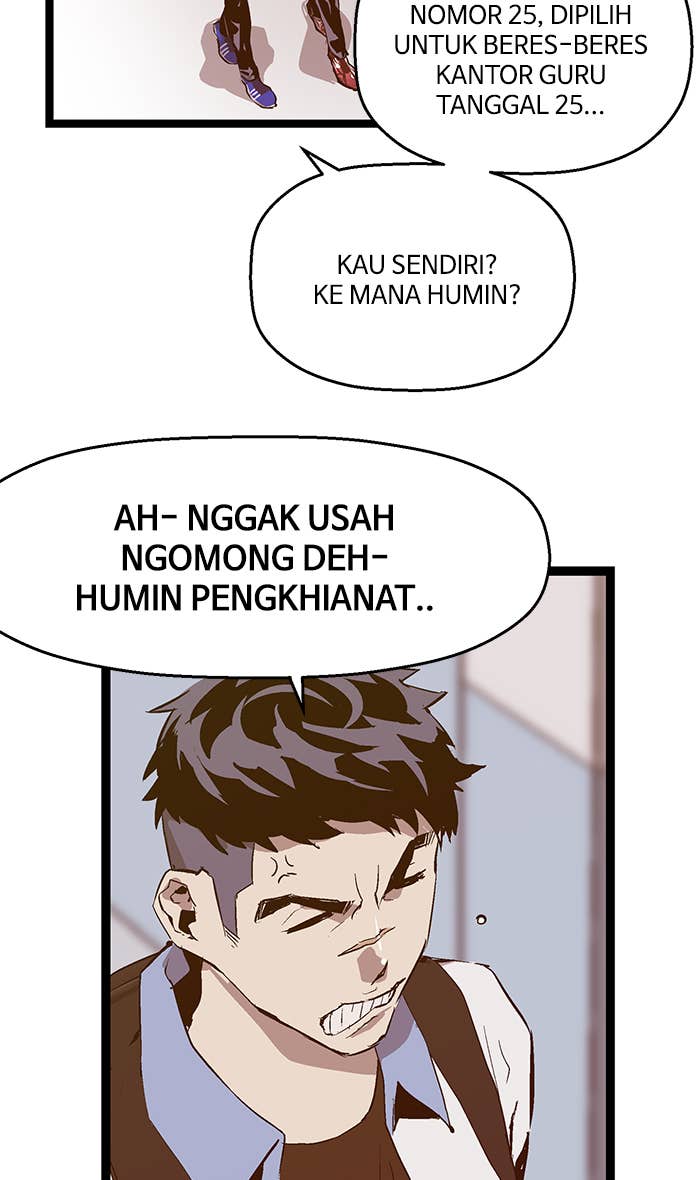 NOMOR 25, DIPILIH
UNTUK BERES-BERES
KANTOR GURU
TANGGAL 25...
KAU SENDIRI?
KE MANA HUMIN?
AH- NGGAK USAH
NGOMONG DEH-
HUMIN PENGKHIANAT..